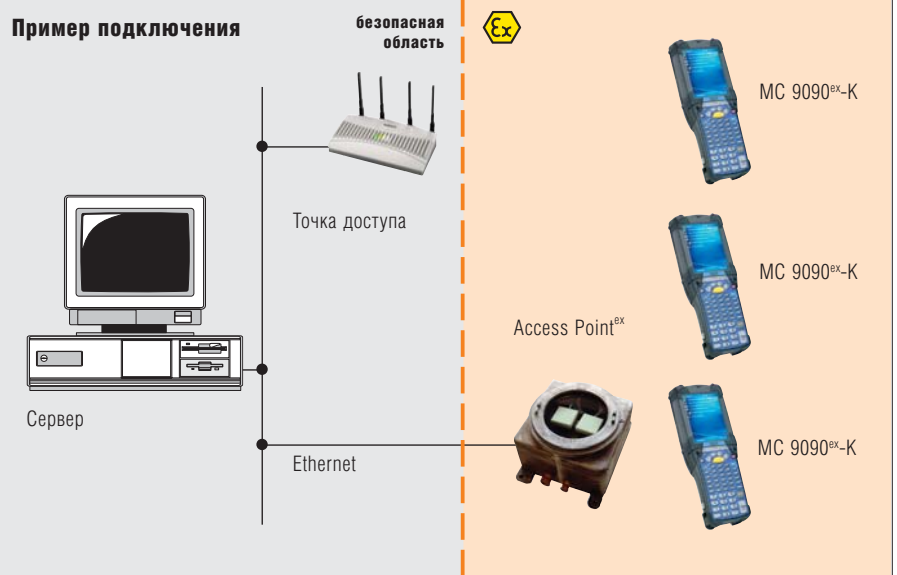 Пример подключения
безопасная
область
Ex
MC 9090ex-K
Точка доступа
MC 9090ex-K
Access Pointex
Сервер
MC 9090ex-K
Ethernet